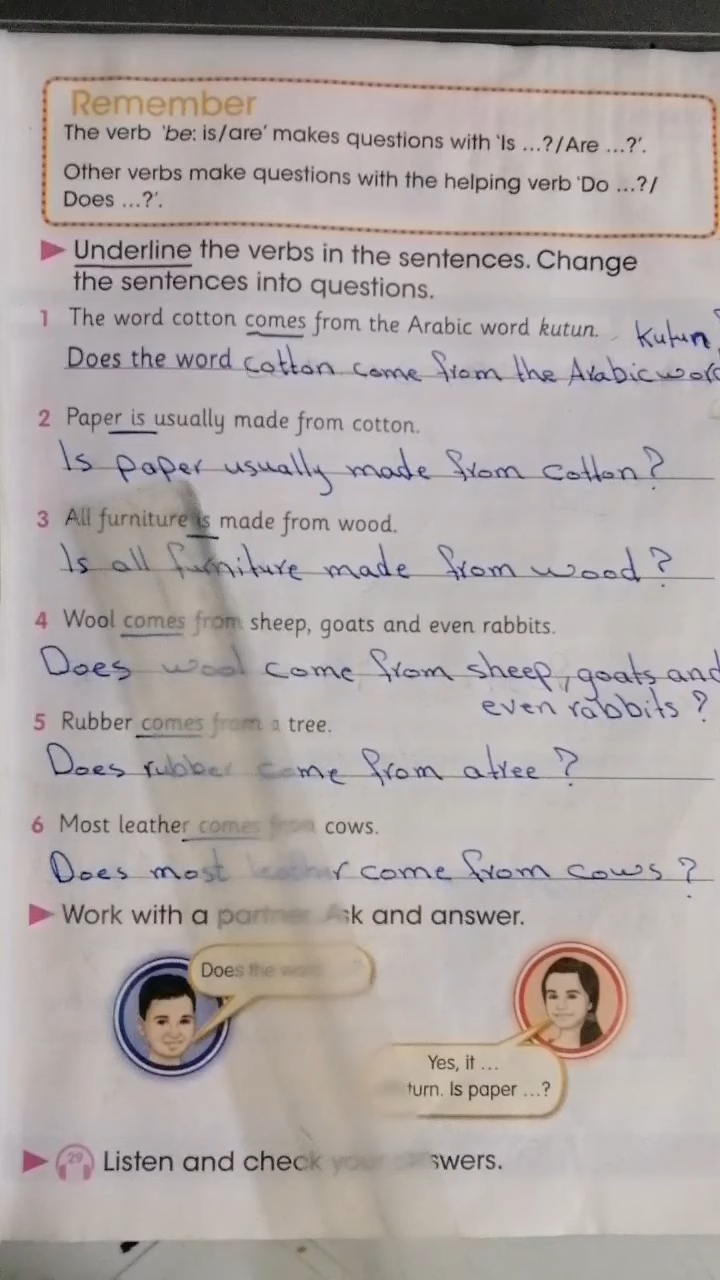 Remember
The verb 'be: is/are' makes questions with 'Is ...?/Are ...?'.
Other verbs make questions with the helping verb 'Do ...?/
Does ...?'.
Underline the verbs in the sentences. Change
the sentences into questions.
1 The word cotton comes from the Arabic word kutun. Kutun?
Does the word cotton come from the Arabic word
2 Paper is usually made from cotton.
Is paper usually made from cotton?
3 All furniture is made from wood.
Is all furniture made from wood?
4 Wool comes from sheep, goats and even rabbits.
Does wool come from sheep, goats and
even rabbits?
5 Rubber comes from a tree.
Does rubber come from atree?
6 Most leather comes from cows.
Does most leather come from cows?
Work with a partner. Ask and answer.
Does the word
Yes, it ...
turn. Is paper ...?
29 Listen and check your answers.